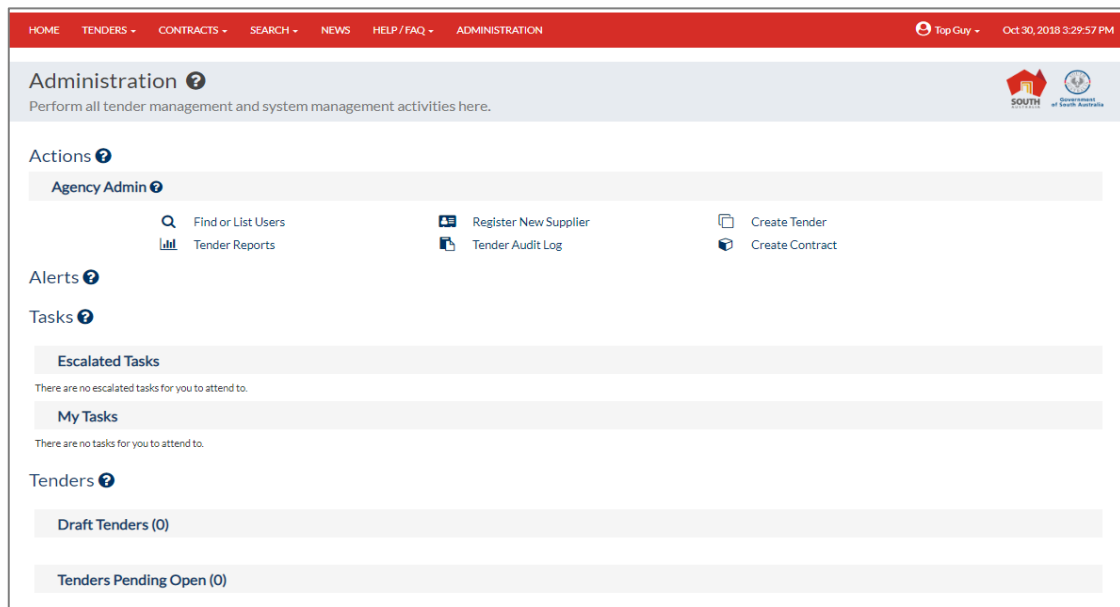 HOME TENDERS CONTRACTS SEARCH NEWS HELP / FAQ ADMINISTRATION Top Guy Oct 30, 2018 3:29:57 PM
Administration ?
Perform all tender management and system management activities here.
SOUTH
AUSTRALIA
Government
of South Australia
Actions ?
Agency Admin ?
Find or List Users Register New Supplier Create Tender
Tender Reports Tender Audit Log Create Contract
Alerts ?
Tasks ?
Escalated Tasks
There are no escalated tasks for you to attend to.
My Tasks
There are no tasks for you to attend to.
Tenders ?
Draft Tenders (0)
Tenders Pending Open (0)